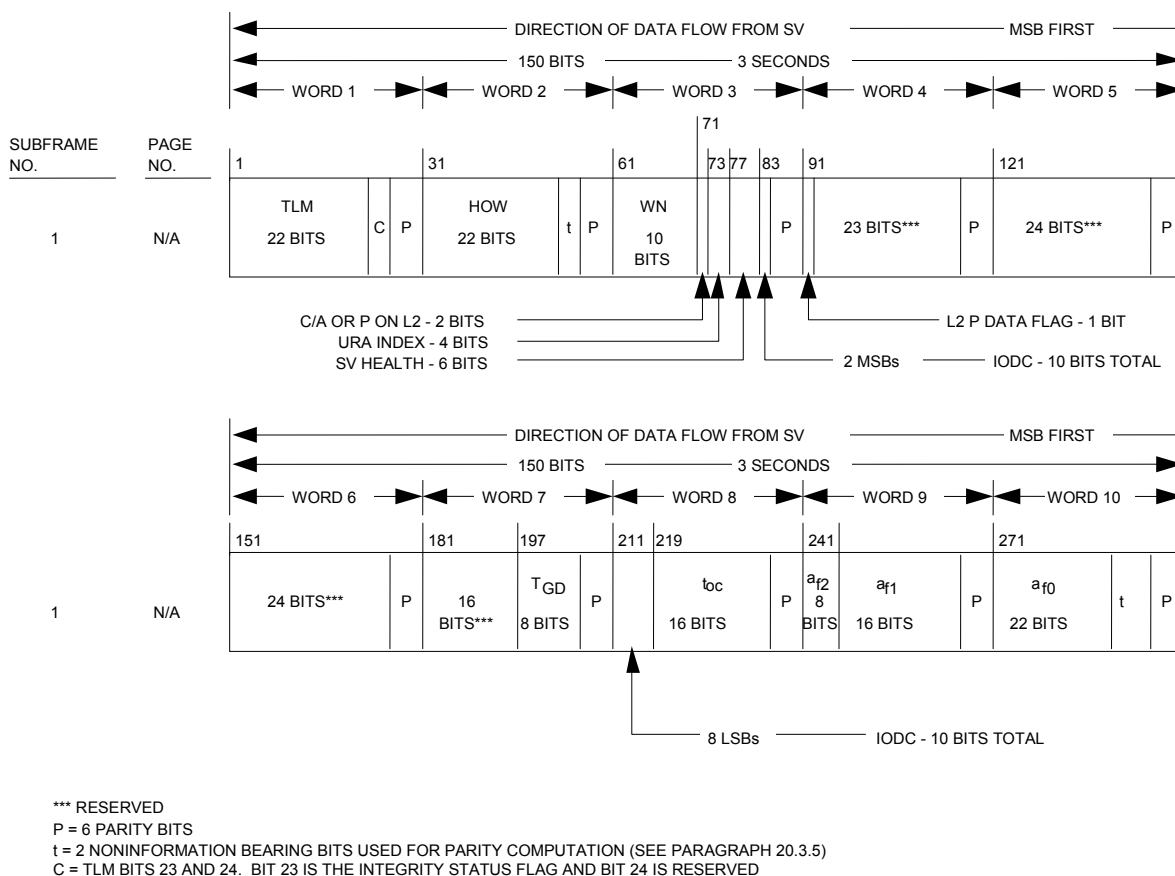 DIRECTION OF DATA FLOW FROM SV MSB FIRST
150 BITS 3 SECONDS
WORD 1 WORD 2 WORD 3 WORD 4 WORD 5
SUBFRAME NO. PAGE NO.
1 31 61 71 73 77 83 91 121
1 N/A
TLM 22 BITS C P
HOW 22 BITS t P
WN 10 BITS P
23 BITS*** P
24 BITS*** P
C/A OR P ON L2 - 2 BITS
URA INDEX - 4 BITS
SV HEALTH - 6 BITS
L2 P DATA FLAG - 1 BIT
2 MSBs IODC - 10 BITS TOTAL
DIRECTION OF DATA FLOW FROM SV MSB FIRST
150 BITS 3 SECONDS
WORD 6 WORD 7 WORD 8 WORD 9 WORD 10
151 181 197 211 219 241 271
1 N/A
24 BITS*** P
16 BITS***
TGD 8 BITS P
toc 16 BITS P
af2 8 BITS
af1 16 BITS P
af0 22 BITS t P
8 LSBs IODC - 10 BITS TOTAL
*** RESERVED
P = 6 PARITY BITS
t = 2 NONINFORMATION BEARING BITS USED FOR PARITY COMPUTATION (SEE PARAGRAPH 20.3.5)
C = TLM BITS 23 AND 24. BIT 23 IS THE INTEGRITY STATUS FLAG AND BIT 24 IS RESERVED